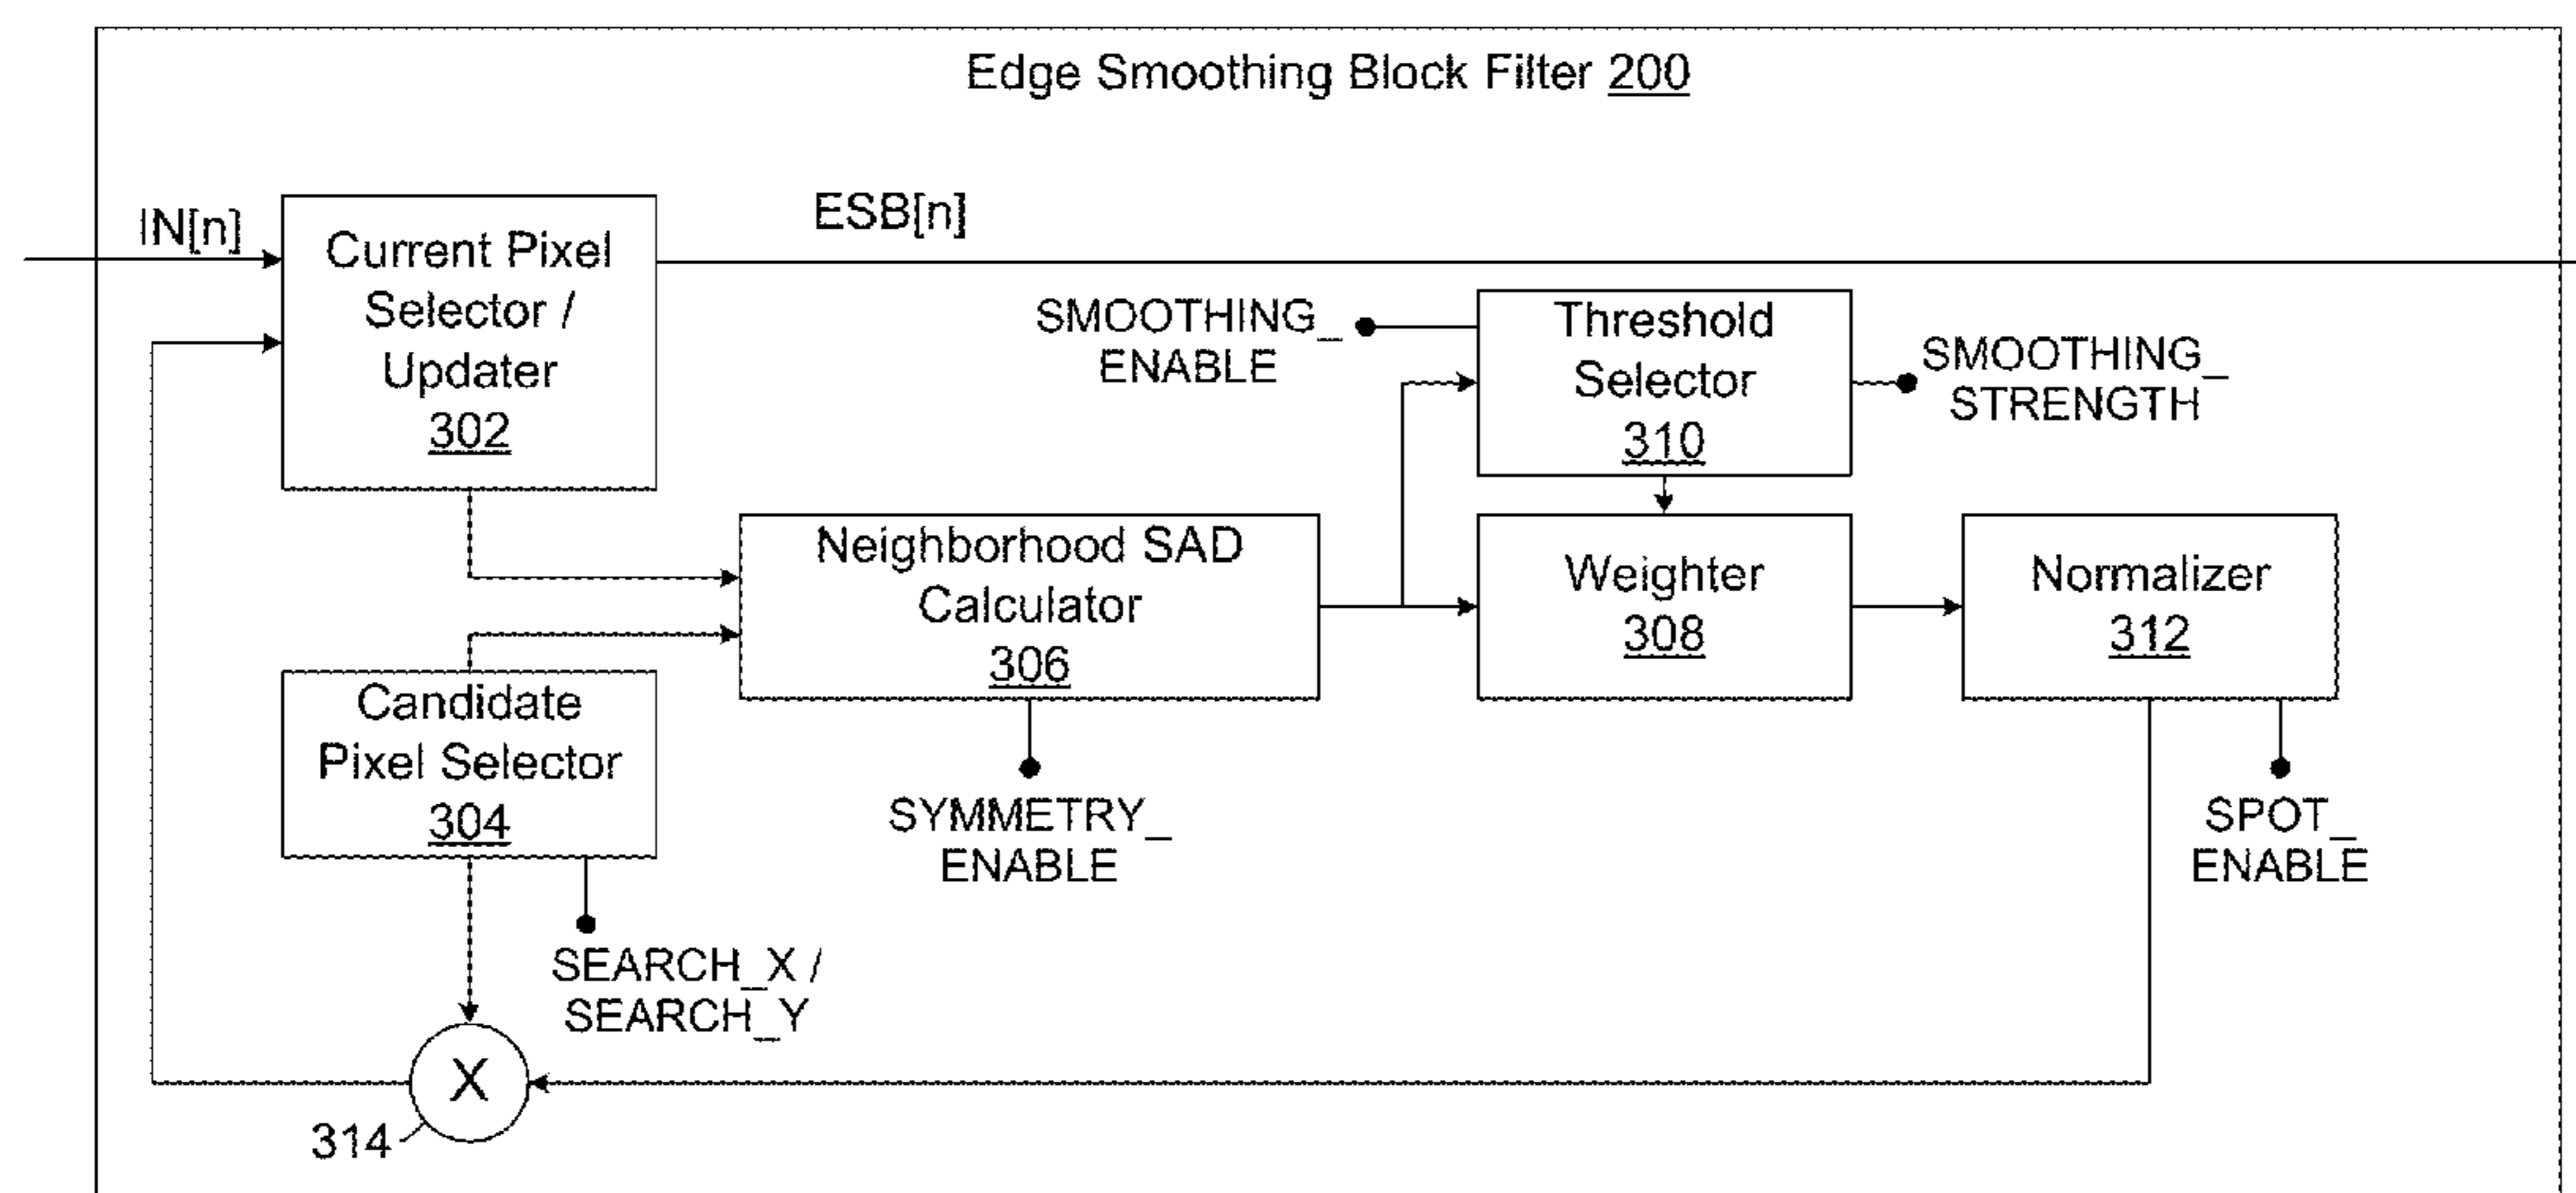 Edge Smoothing Block Filter 200
IN[n]
Current Pixel
Selector /
Updater
302
ESB[n]
SMOOTHING_
ENABLE
Threshold
Selector
310
SMOOTHING_
STRENGTH
Neighborhood SAD
Calculator
306
Weighter
308
Normalizer
312
Candidate
Pixel Selector
304
SYMMETRY_
ENABLE
SPOT_
ENABLE
SEARCH_X /
SEARCH_Y
X
314